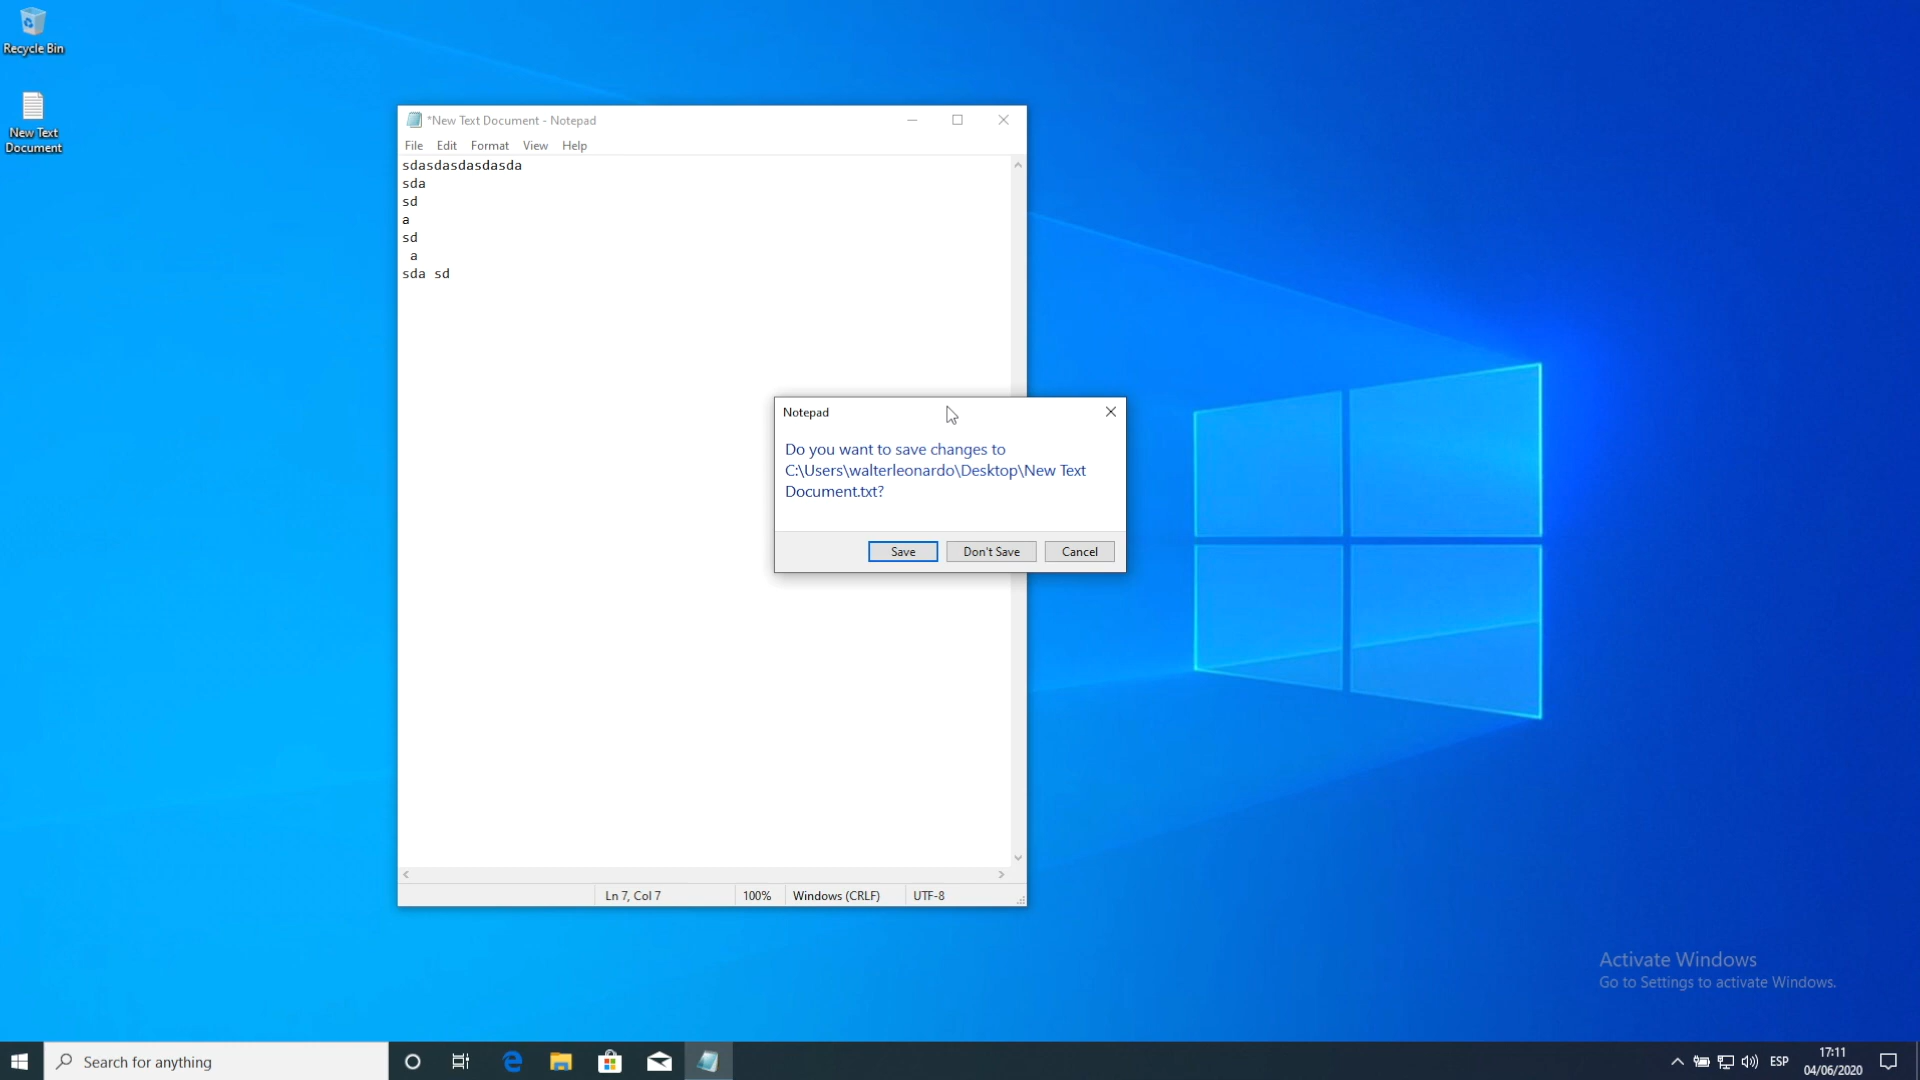 Recycle Bin
New Text
Document
*New Text Document - Notepad
File Edit Format View Help
sdasdasdasdasda
sda
sd
a
sd
 a
sda sd
Notepad
Do you want to save changes to
C:\Users\walterleonardo\Desktop\New Text
Document.txt?
Save Don't Save Cancel
Ln 7, Col 7 100% Windows (CRLF) UTF-8
Activate Windows
Go to Settings to activate Windows.
Search for anything
ESP
17:11
04/06/2020